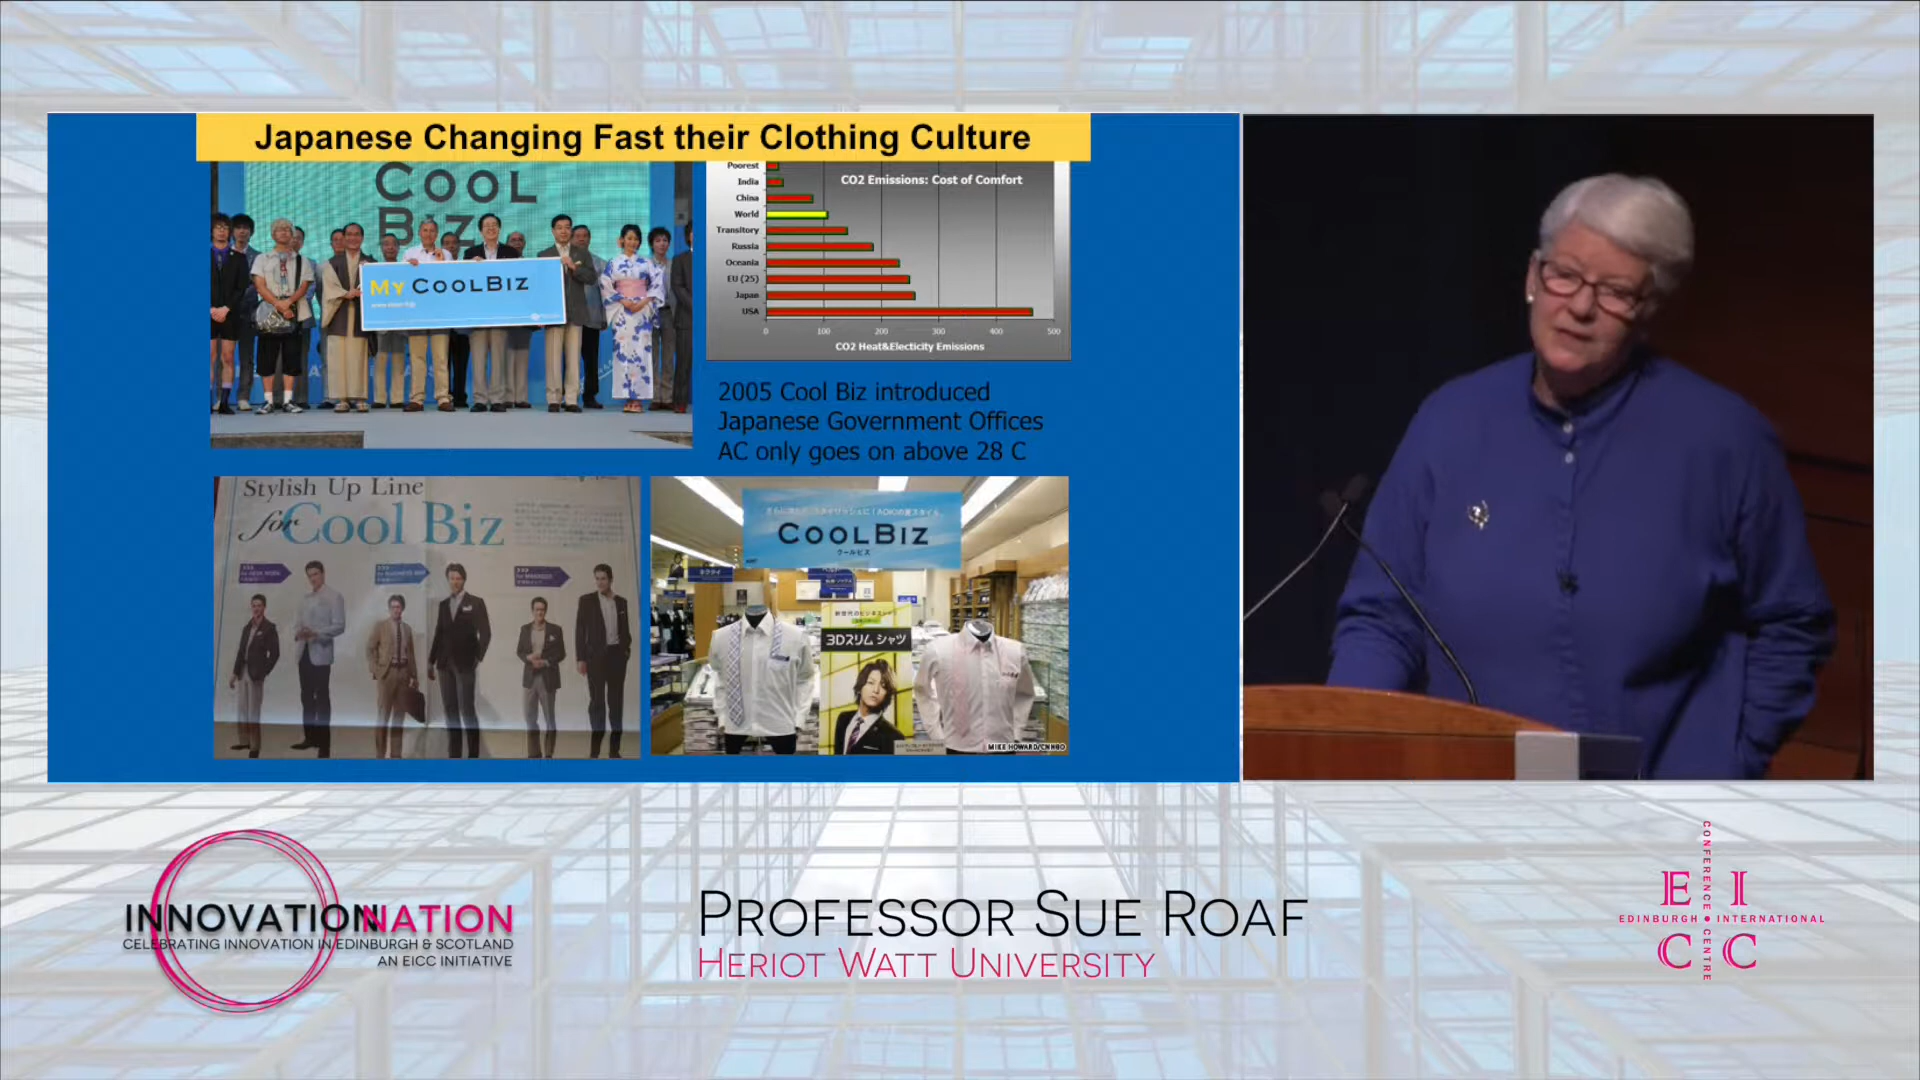 Japanese Changing Fast their Clothing Culture
COOL
BIZ
MY COOLBIZ
Poorest
India
China
World
Transitory
Russia
Oceania
EU (25)
Japan
USA
CO2 Emissions: Cost of Comfort
0 100 200 300 400 500
CO2 Heat&Electicity Emissions
2005 Cool Biz introduced
Japanese Government Offices
AC only goes on above 28 C
Stylish Up Line
for Cool Biz
COOLBIZ
クールビズ
3Dスリム シャツ
MIKE HOWARD/CNNGO
INNOVATIONNATION
CELEBRATING INNOVATION IN EDINBURGH & SCOTLAND
AN EICC INITIATIVE
PROFESSOR SUE ROAF
HERIOT WATT UNIVERSITY
E I
EDINBURGH • INTERNATIONAL
C C
CONFERENCE CENTRE